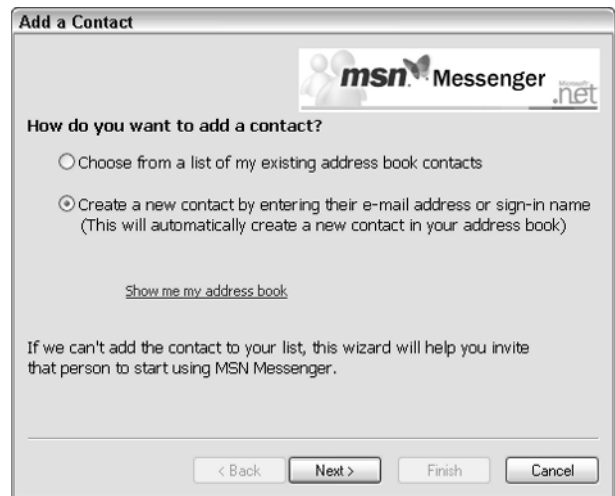 Add a Contact
msn Messenger
Microsoft
.net
How do you want to add a contact?
Choose from a list of my existing address book contacts
Create a new contact by entering their e-mail address or sign-in name
(This will automatically create a new contact in your address book)
Show me my address book
If we can't add the contact to your list, this wizard will help you invite
that person to start using MSN Messenger.
< Back Next > Finish Cancel